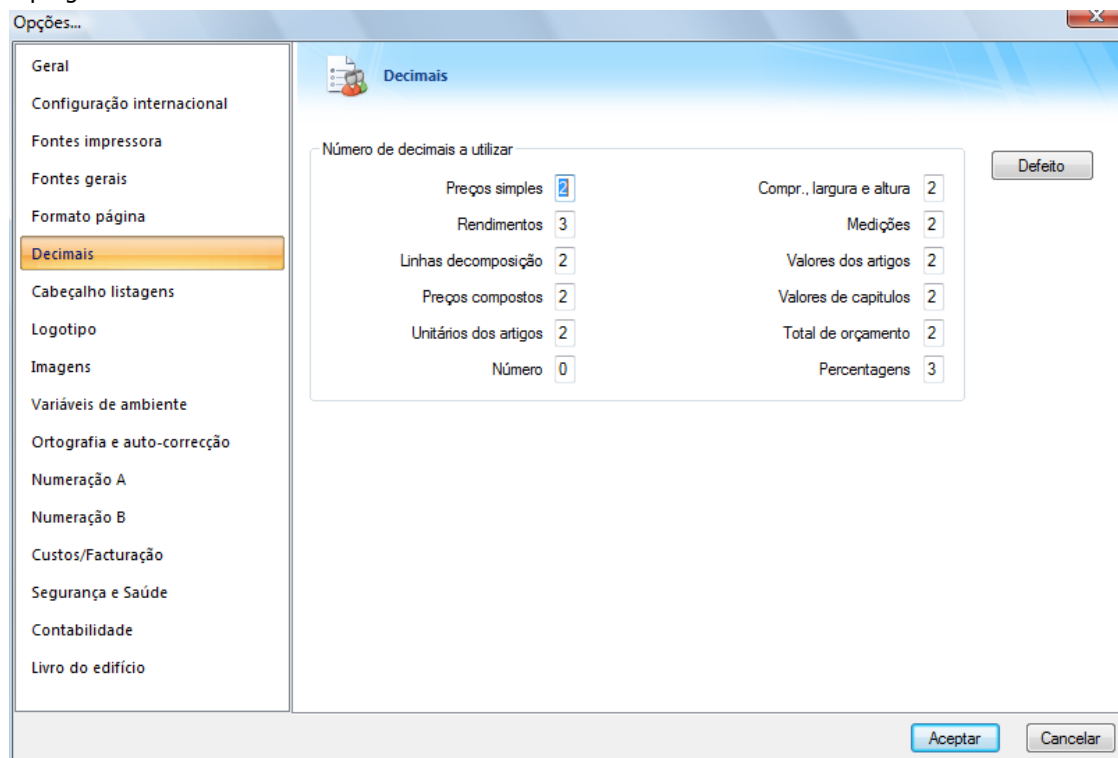 Opções...
X
Geral
Configuração internacional
Fontes impressora
Fontes gerais
Formato página
Decimais
Cabeçalho listagens
Logotipo
Imagens
Variáveis de ambiente
Ortografia e auto-correcção
Numeração A
Numeração B
Custos/Facturação
Segurança e Saúde
Contabilidade
Livro do edifício
Decimais
Número de decimais a utilizar
Defeito
Preços simples 2 Compr., largura e altura 2
Rendimentos 3 Medições 2
Linhas decomposição 2 Valores dos artigos 2
Preços compostos 2 Valores de capitulos 2
Unitários dos artigos 2 Total de orçamento 2
Número 0 Percentagens 3
Aceptar Cancelar